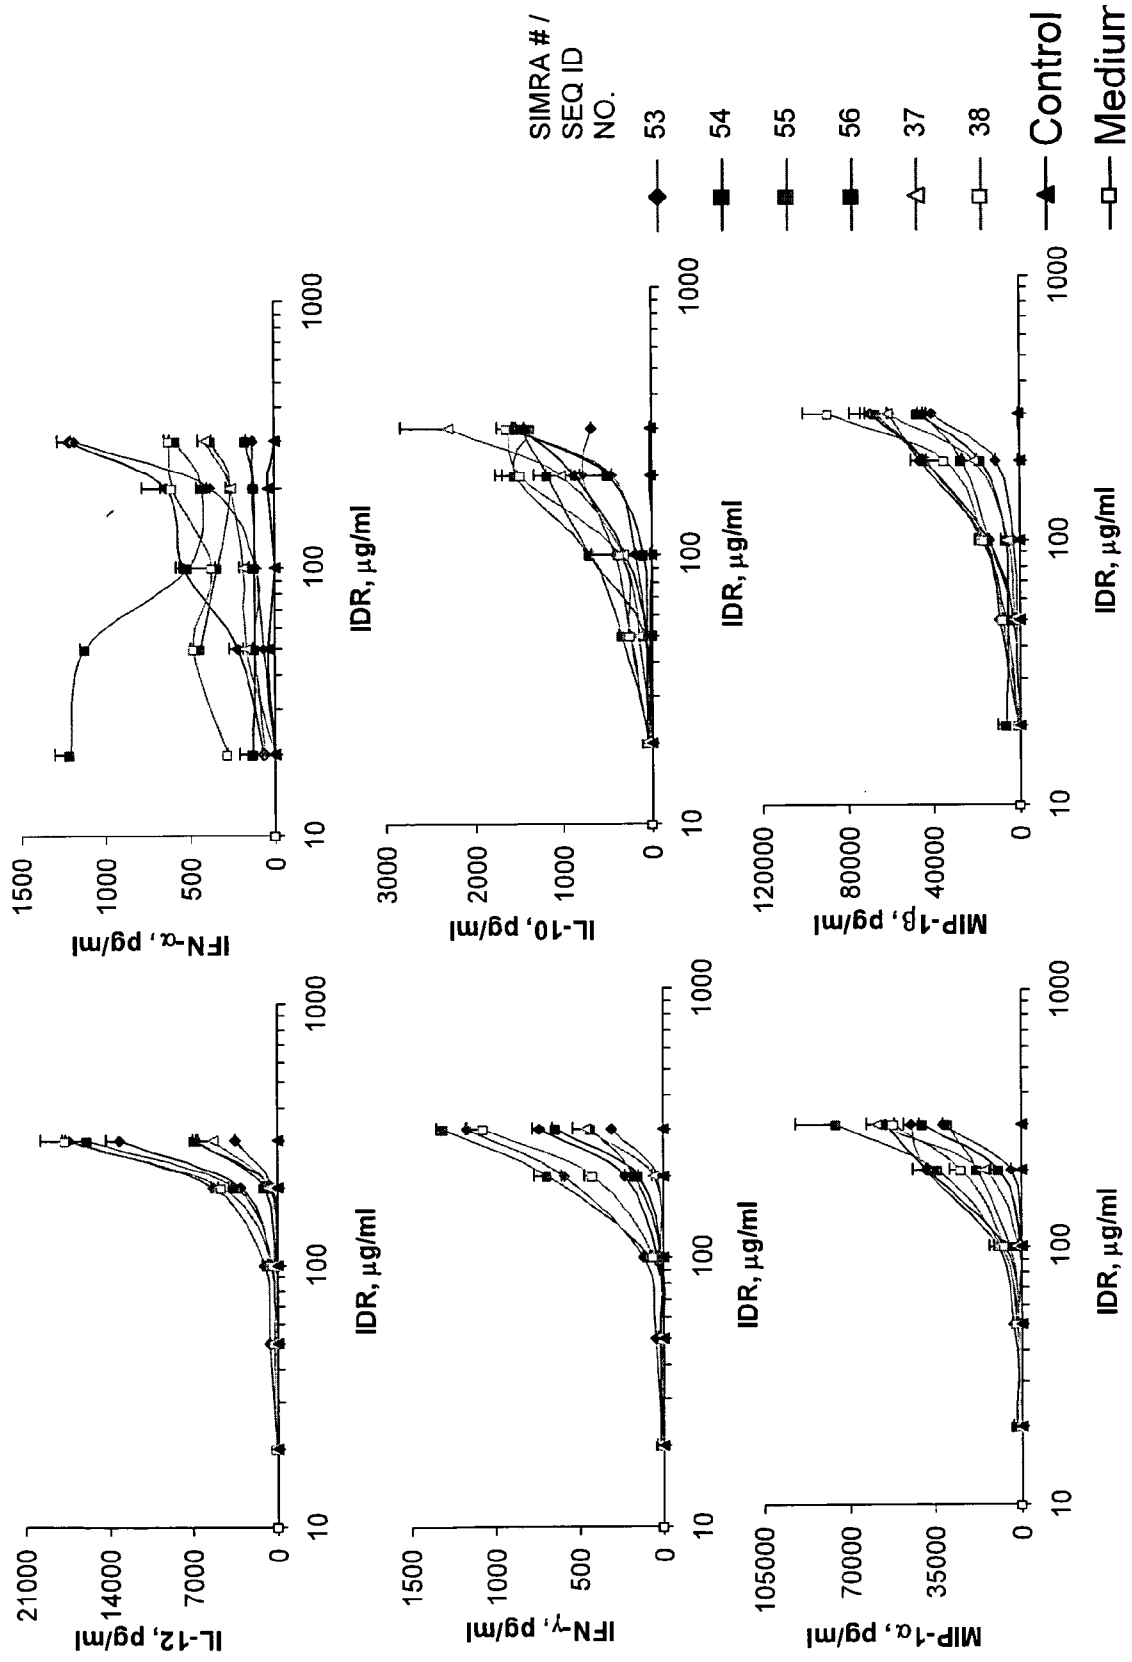 21000
14000
7000
0
IL-12, pg/ml
10
100
1000
IDR, μg/ml
1500
1000
500
0
IFN-α, pg/ml
10
100
1000
IDR, μg/ml
1500
1000
500
0
IFN-γ, pg/ml
10
100
1000
IDR, μg/ml
3000
2000
1000
0
IL-10, pg/ml
10
100
1000
IDR, μg/ml
105000
70000
35000
0
MIP-1α, pg/ml
10
100
1000
IDR, μg/ml
120000
80000
40000
0
MIP-1β, pg/ml
10
100
1000
IDR, μg/ml
SIMRA # /
SEQ ID
NO.
53
54
55
56
37
38
Control
Medium